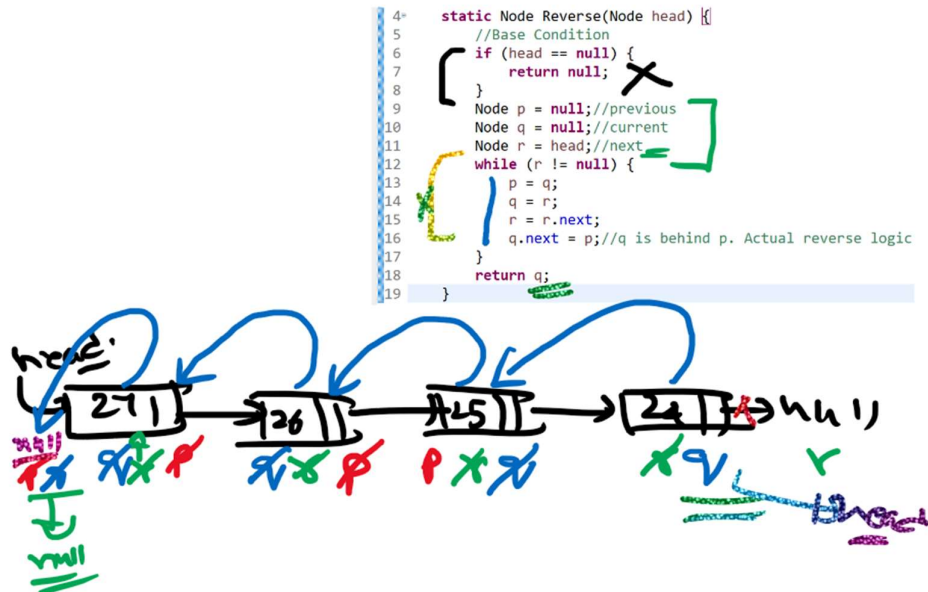 4 static Node Reverse(Node head) {
5 //Base Condition
6 if (head == null) {
7 return null;
8 }
9 Node p = null;//previous
10 Node q = null;//current
11 Node r = head;//next
12 while (r != null) {
13 p = q;
14 q = r;
15 r = r.next;
16 q.next = p;//q is behind p. Actual reverse logic
17 }
18 return q;
19 }
head
27 26 25 24 null
null
p q q r p q r p p r q r q r
head
null